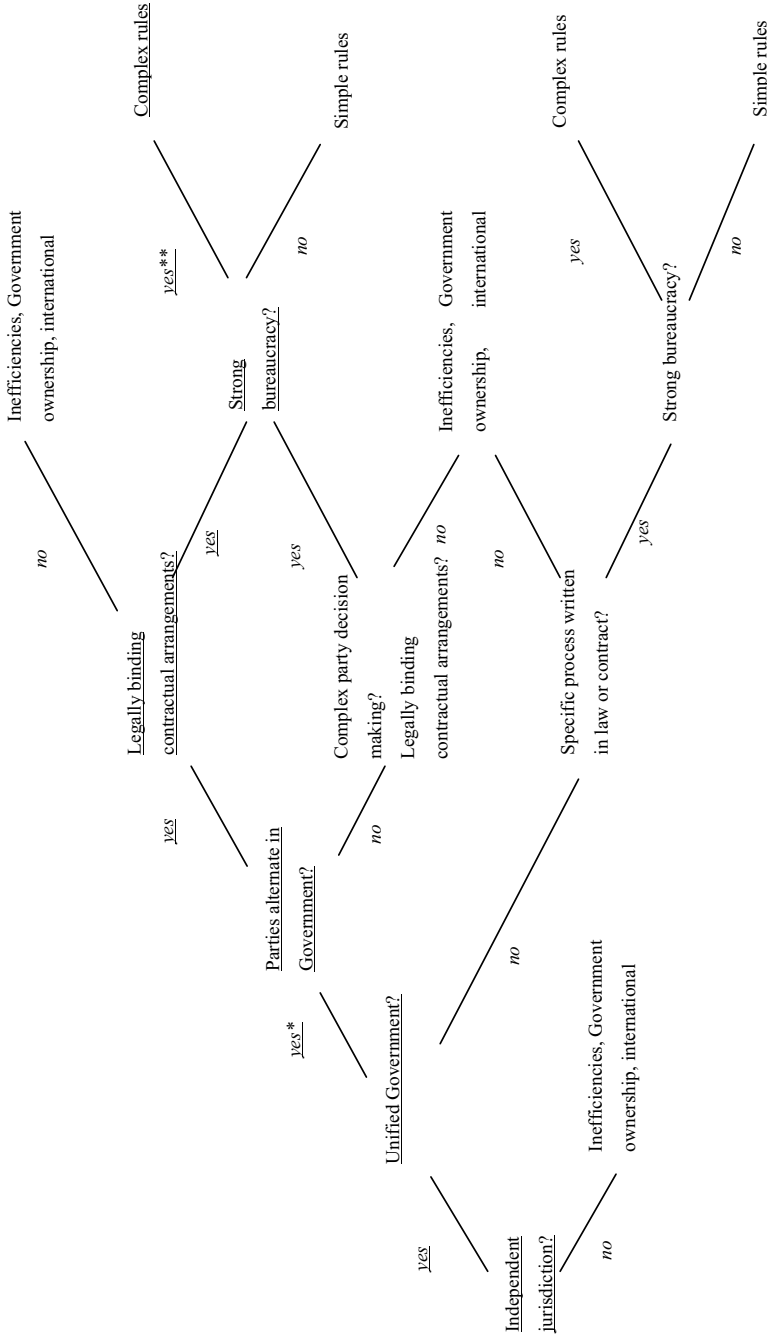 Independent
jurisdiction?
yes
no
Unified Government?
Inefficiencies, Government
ownership, international
yes*
no
Parties alternate in
Government?
yes
no
Legally binding
contractual arrangements?
Complex party decision
making?
Legally binding
contractual arrangements?
Specific process written
in law or contract?
no
yes
yes
no
no
yes
Inefficiencies, Government
ownership, international
Strong
bureaucracy?
Inefficiencies, Government
ownership, international
Strong bureaucracy?
yes**
no
yes
no
Complex rules
Simple rules
Complex rules
Simple rules